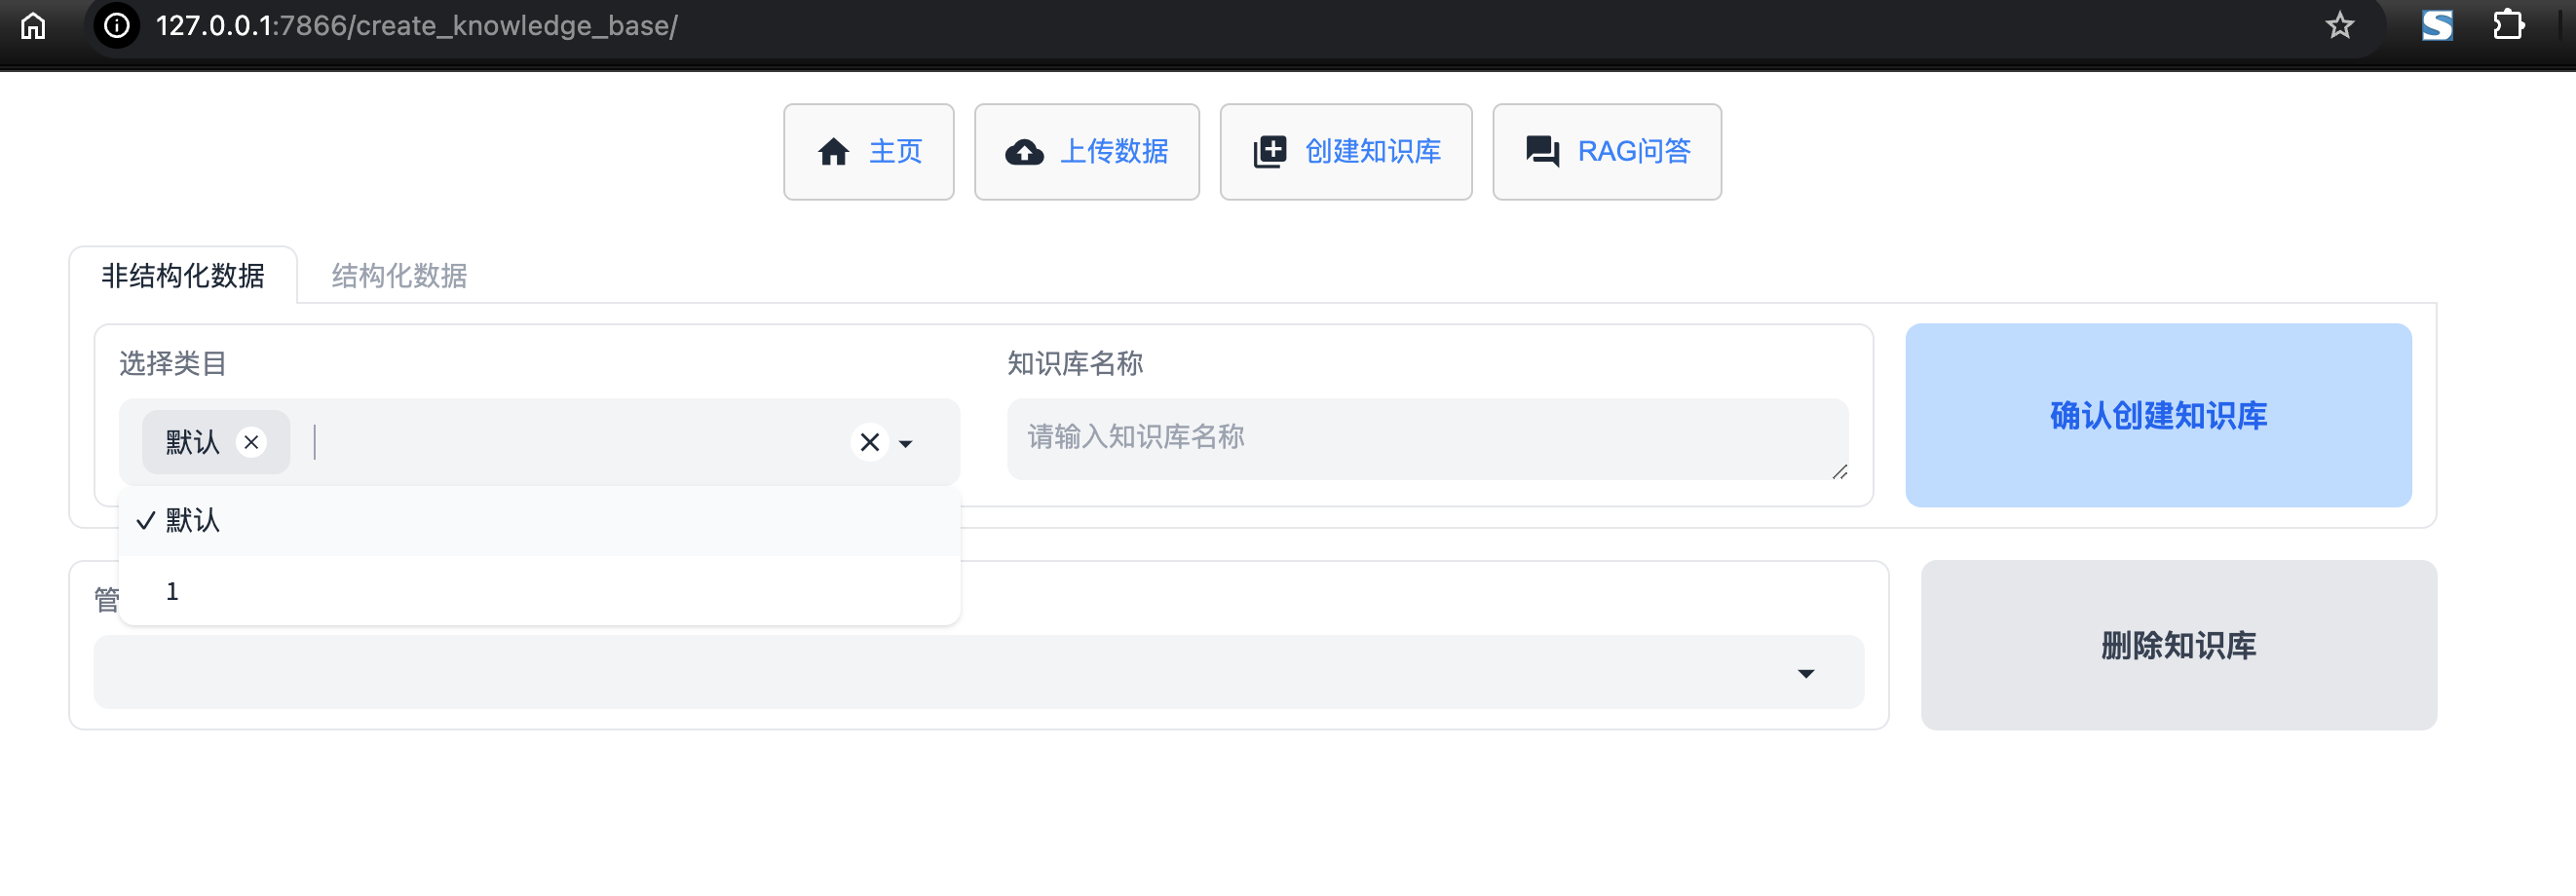 127.0.0.1:7866/create_knowledge_base/
主页 上传数据 创建知识库 RAG问答
非结构化数据 结构化数据
选择类目
默认
默认
1
知识库名称
请输入知识库名称
确认创建知识库
管
删除知识库